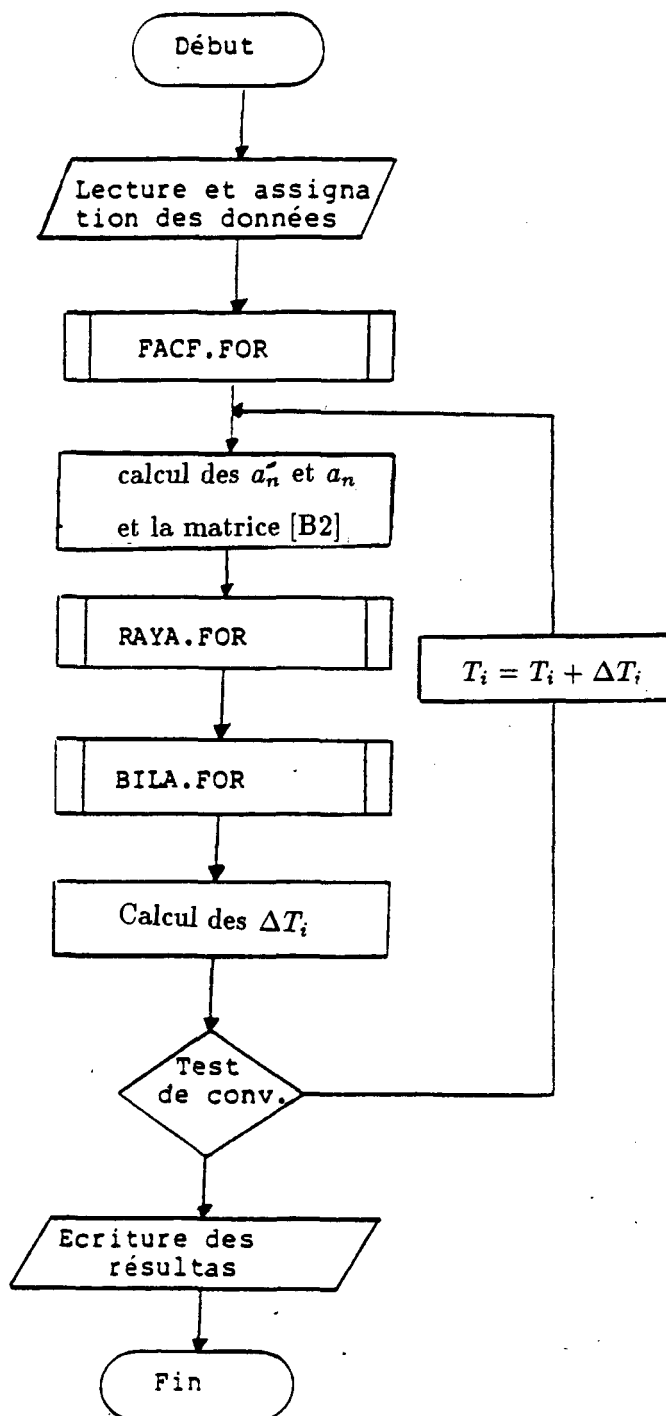 Début
Lecture et assigna
tion des données
FACF.FOR
calcul des a´n et an
et la matrice [B2]
RAYA.FOR
Ti = Ti + ΔTi
BILA.FOR
Calcul des ΔTi
Test
de conv.
Ecriture des
résultas
Fin